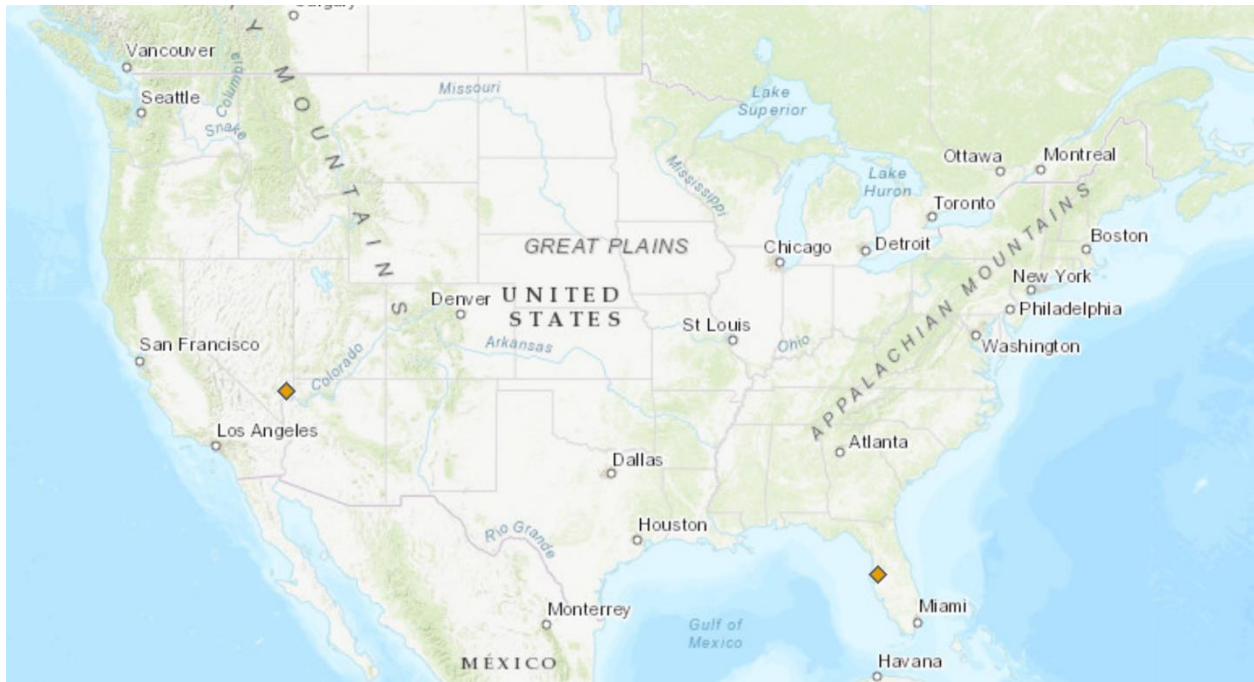 Calgary
Vancouver
Seattle
Columbia
Snake
ROCKY MOUNTAINS
Missouri
Lake
Superior
Mississippi
Ottawa
Montreal
Lake
Huron
Toronto
Boston
GREAT PLAINS
Chicago
Detroit
New York
Philadelphia
Washington
APPALACHIAN MOUNTAINS
Denver
UNITED
STATES
St Louis
Ohio
Arkansas
San Francisco
Colorado
Los Angeles
Atlanta
Dallas
Houston
Rio Grande
Monterrey
Gulf of
Mexico
Miami
Havana
MÉXICO